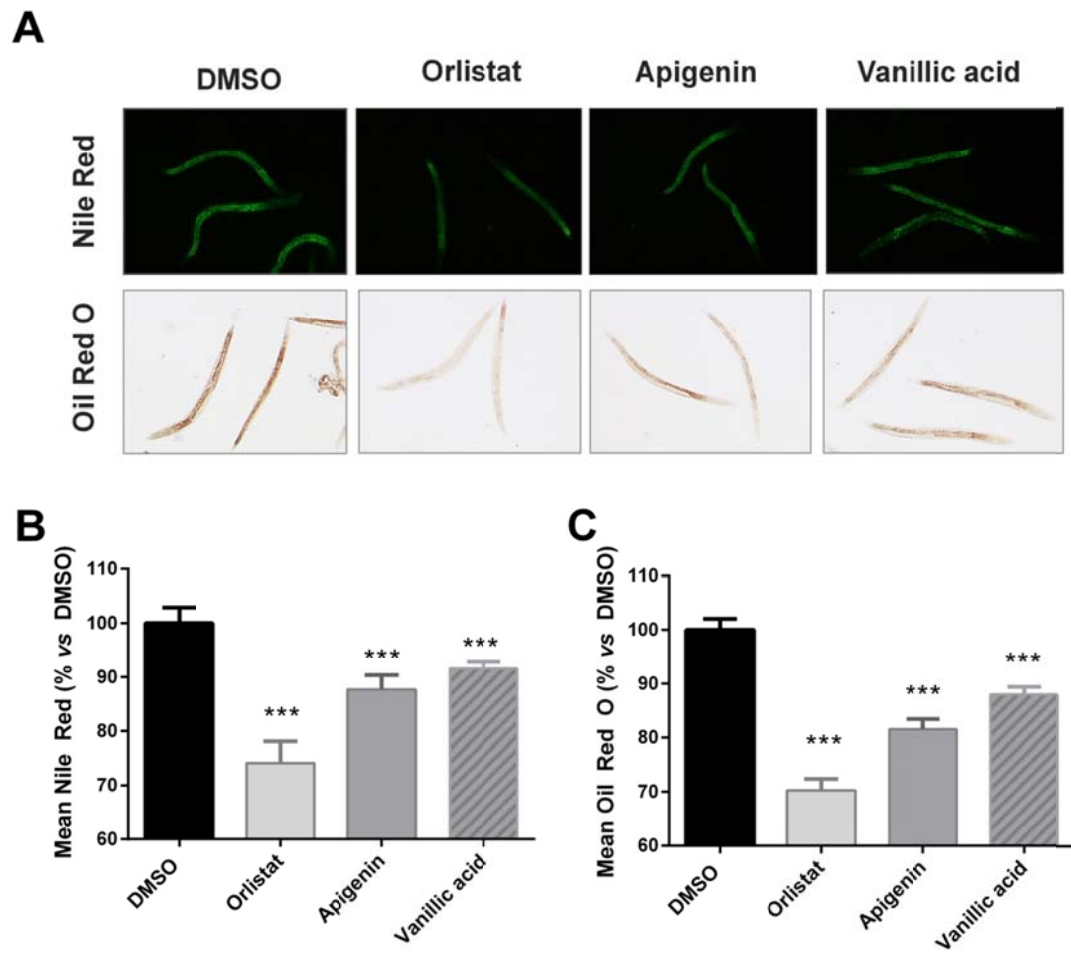 A
DMSO Orlistat Apigenin Vanillic acid
Nile Red
Oil Red O
B
Mean Nile Red (% vs DMSO)
110
100
90
80
70
60
***
***
***
DMSO
Orlistat
Apigenin
Vanillic acid
C
Mean Oil Red O (% vs DMSO)
110
100
90
80
70
60
***
***
***
DMSO
Orlistat
Apigenin
Vanillic acid